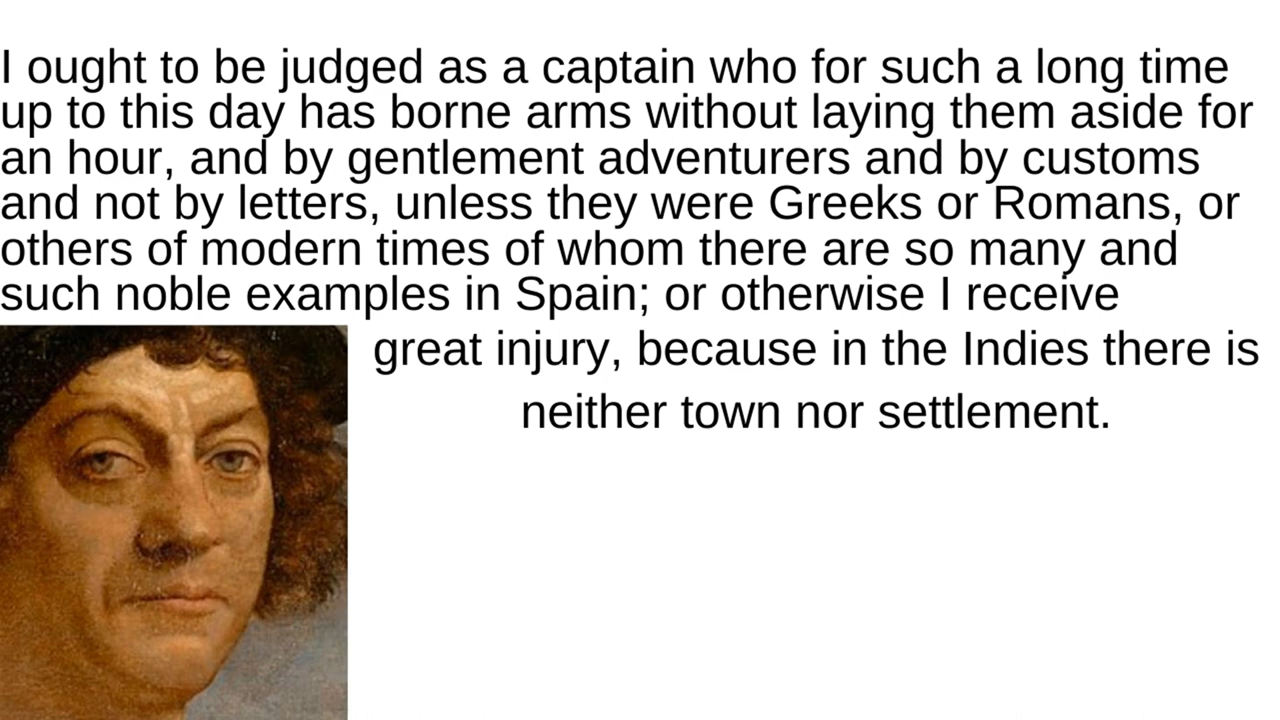 I ought to be judged as a captain who for such a long time
up to this day has borne arms without laying them aside for
an hour, and by gentlement adventurers and by customs
and not by letters, unless they were Greeks or Romans, or
others of modern times of whom there are so many and
such noble examples in Spain; or otherwise I receive
great injury, because in the Indies there is
neither town nor settlement.